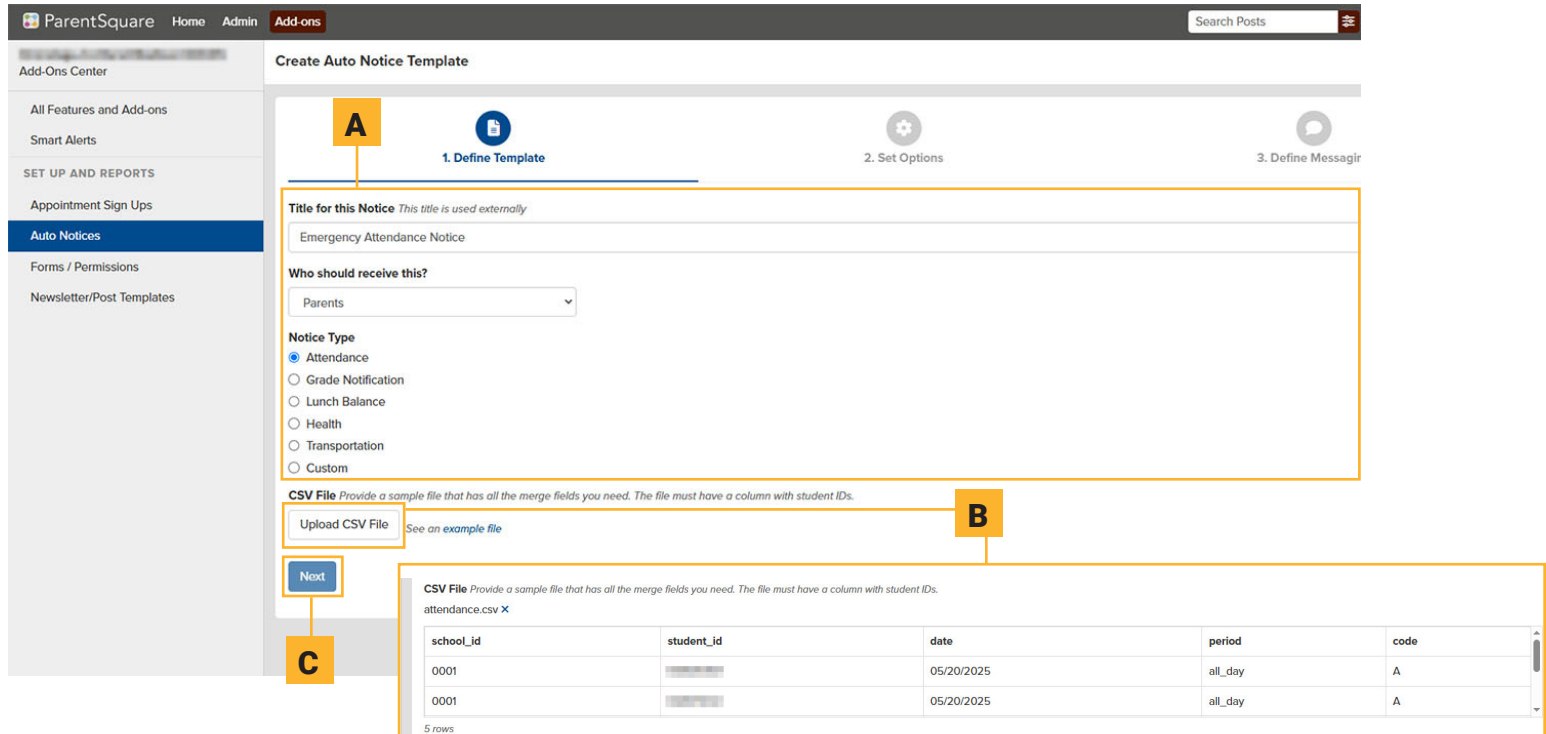 ParentSquare Home Admin Add-ons Search Posts
Add-Ons Center
Create Auto Notice Template
All Features and Add-ons
Smart Alerts
SET UP AND REPORTS
Appointment Sign Ups
Auto Notices
Forms / Permissions
Newsletter/Post Templates
A
1. Define Template 2. Set Options 3. Define Messagin
Title for this Notice This title is used externally
Emergency Attendance Notice
Who should receive this?
Parents
Notice Type
Attendance
Grade Notification
Lunch Balance
Health
Transportation
Custom
CSV File Provide a sample file that has all the merge fields you need. The file must have a column with student IDs.
Upload CSV File See an example file
B
Next
C
CSV File Provide a sample file that has all the merge fields you need. The file must have a column with student IDs.
attendance.csv ×
school_id student_id date period code
0001 05/20/2025 all_day A
0001 05/20/2025 all_day A
5 rows